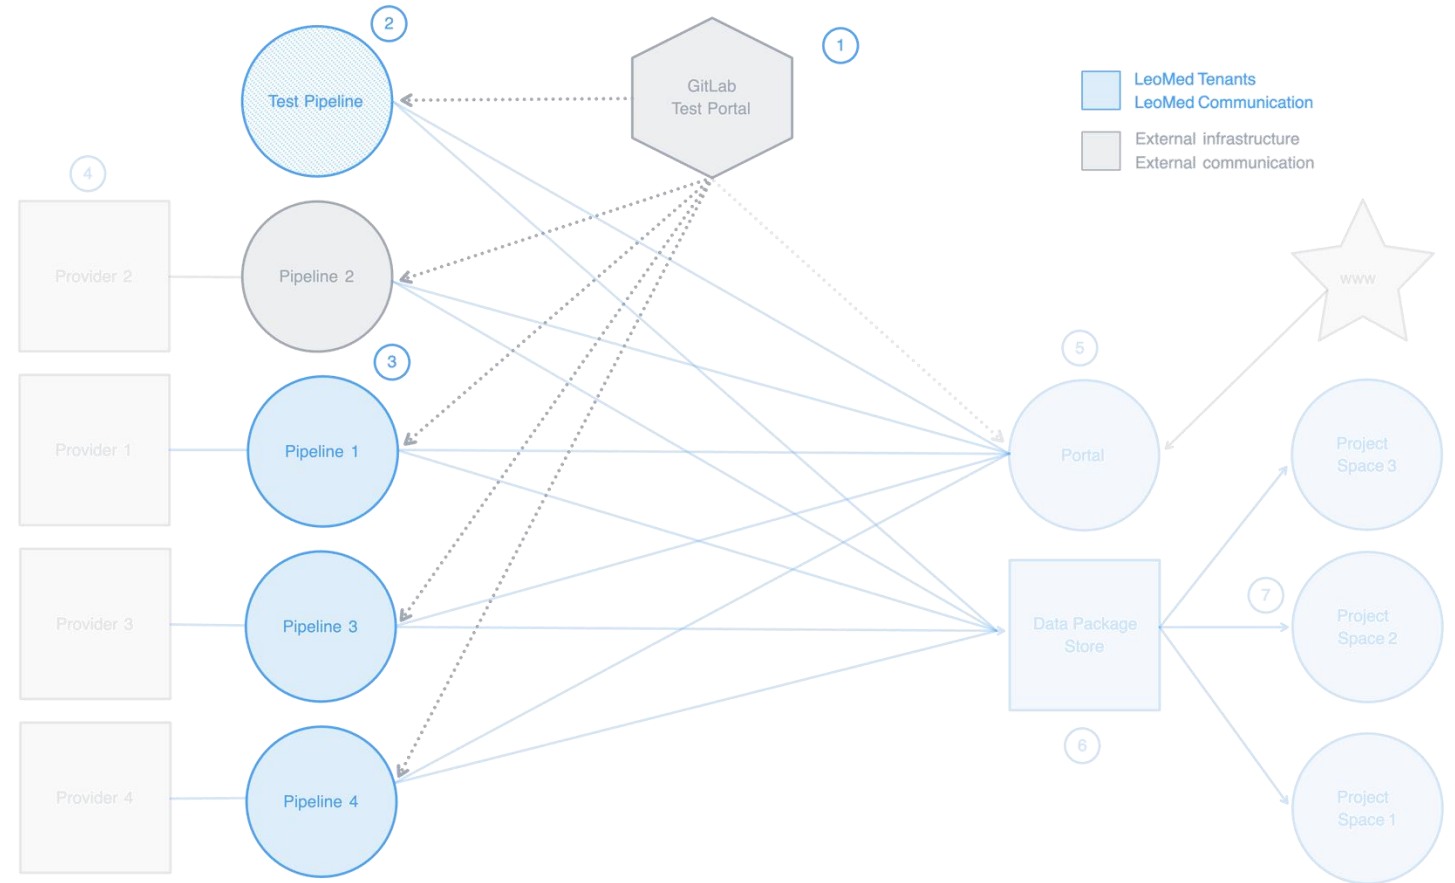 2
1
GitLab
Test Portal
Test Pipeline
LeoMed Tenants
LeoMed Communication
External infrastructure
External communication
4
Provider 2
Pipeline 2
www
3
5
Provider 1
Pipeline 1
Portal
Project
Space 3
7
Provider 3
Pipeline 3
Data Package
Store
Project
Space 2
6
Provider 4
Pipeline 4
Project
Space 1